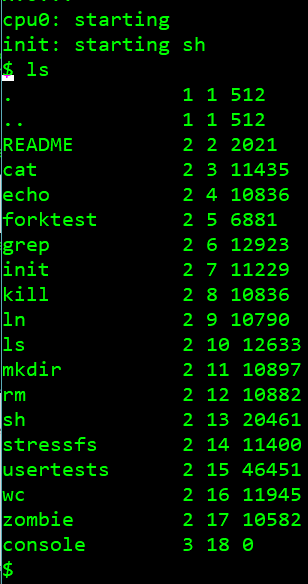 cpu0: starting
init: starting sh
$ ls
. 1 1 512
.. 1 1 512
README 2 2 2021
cat 2 3 11435
echo 2 4 10836
forktest 2 5 6881
grep 2 6 12923
init 2 7 11229
kill 2 8 10836
ln 2 9 10790
ls 2 10 12633
mkdir 2 11 10897
rm 2 12 10882
sh 2 13 20461
stressfs 2 14 11400
usertests 2 15 46451
wc 2 16 11945
zombie 2 17 10582
console 3 18 0
$